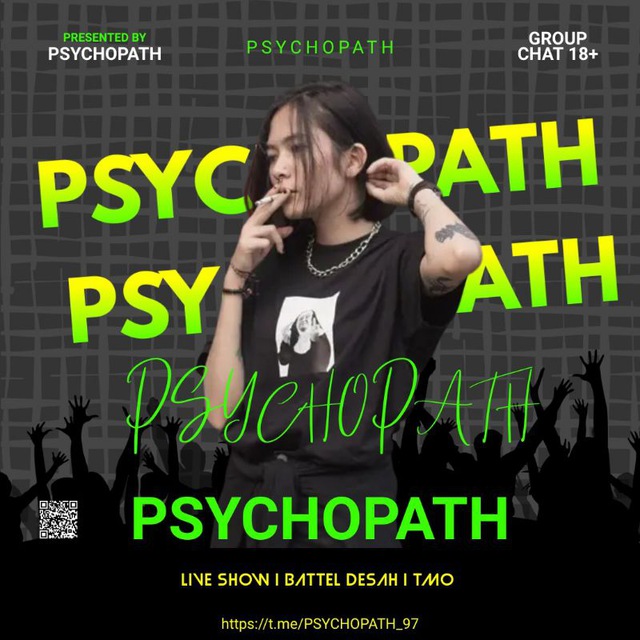 PRESENTED BY
PSYCHOPATH
PSYCHOPATH
GROUP
CHAT 18+
PSYC PATH
PSY ATH
PSYCHOPATH
PSYCHOPATH
LIVE SHOW | BATTEL DESAH | TMO
https://t.me/PSYCHOPATH_97